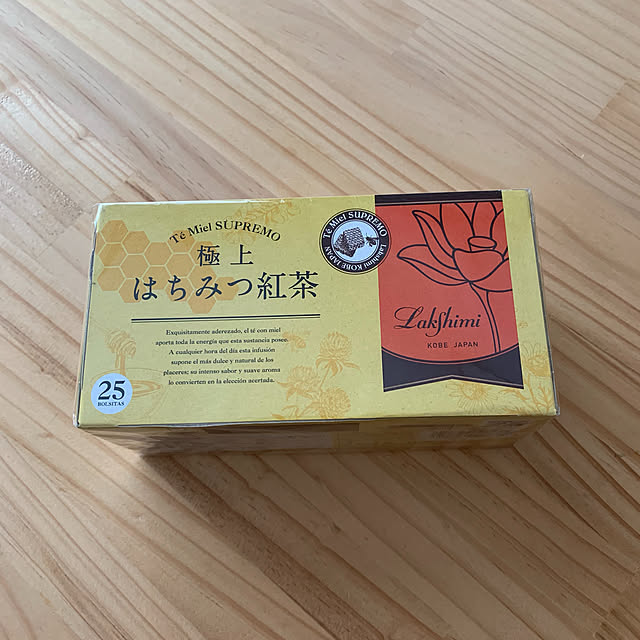 Té Miel SUPREMO
極上
はちみつ紅茶
Exquisitamente aderezado, el té con miel
aporta toda la energía que esta sustancia posee.
A cualquier hora del día esta infusión
supone el más dulce y natural de los
placeres; su intenso sabor y suave aroma
lo convierten en la elección acertada.
25
BOLSITAS
Té Miel SUPREMO
Lakshimi KOBE JAPAN
Lakshimi
KOBE JAPAN